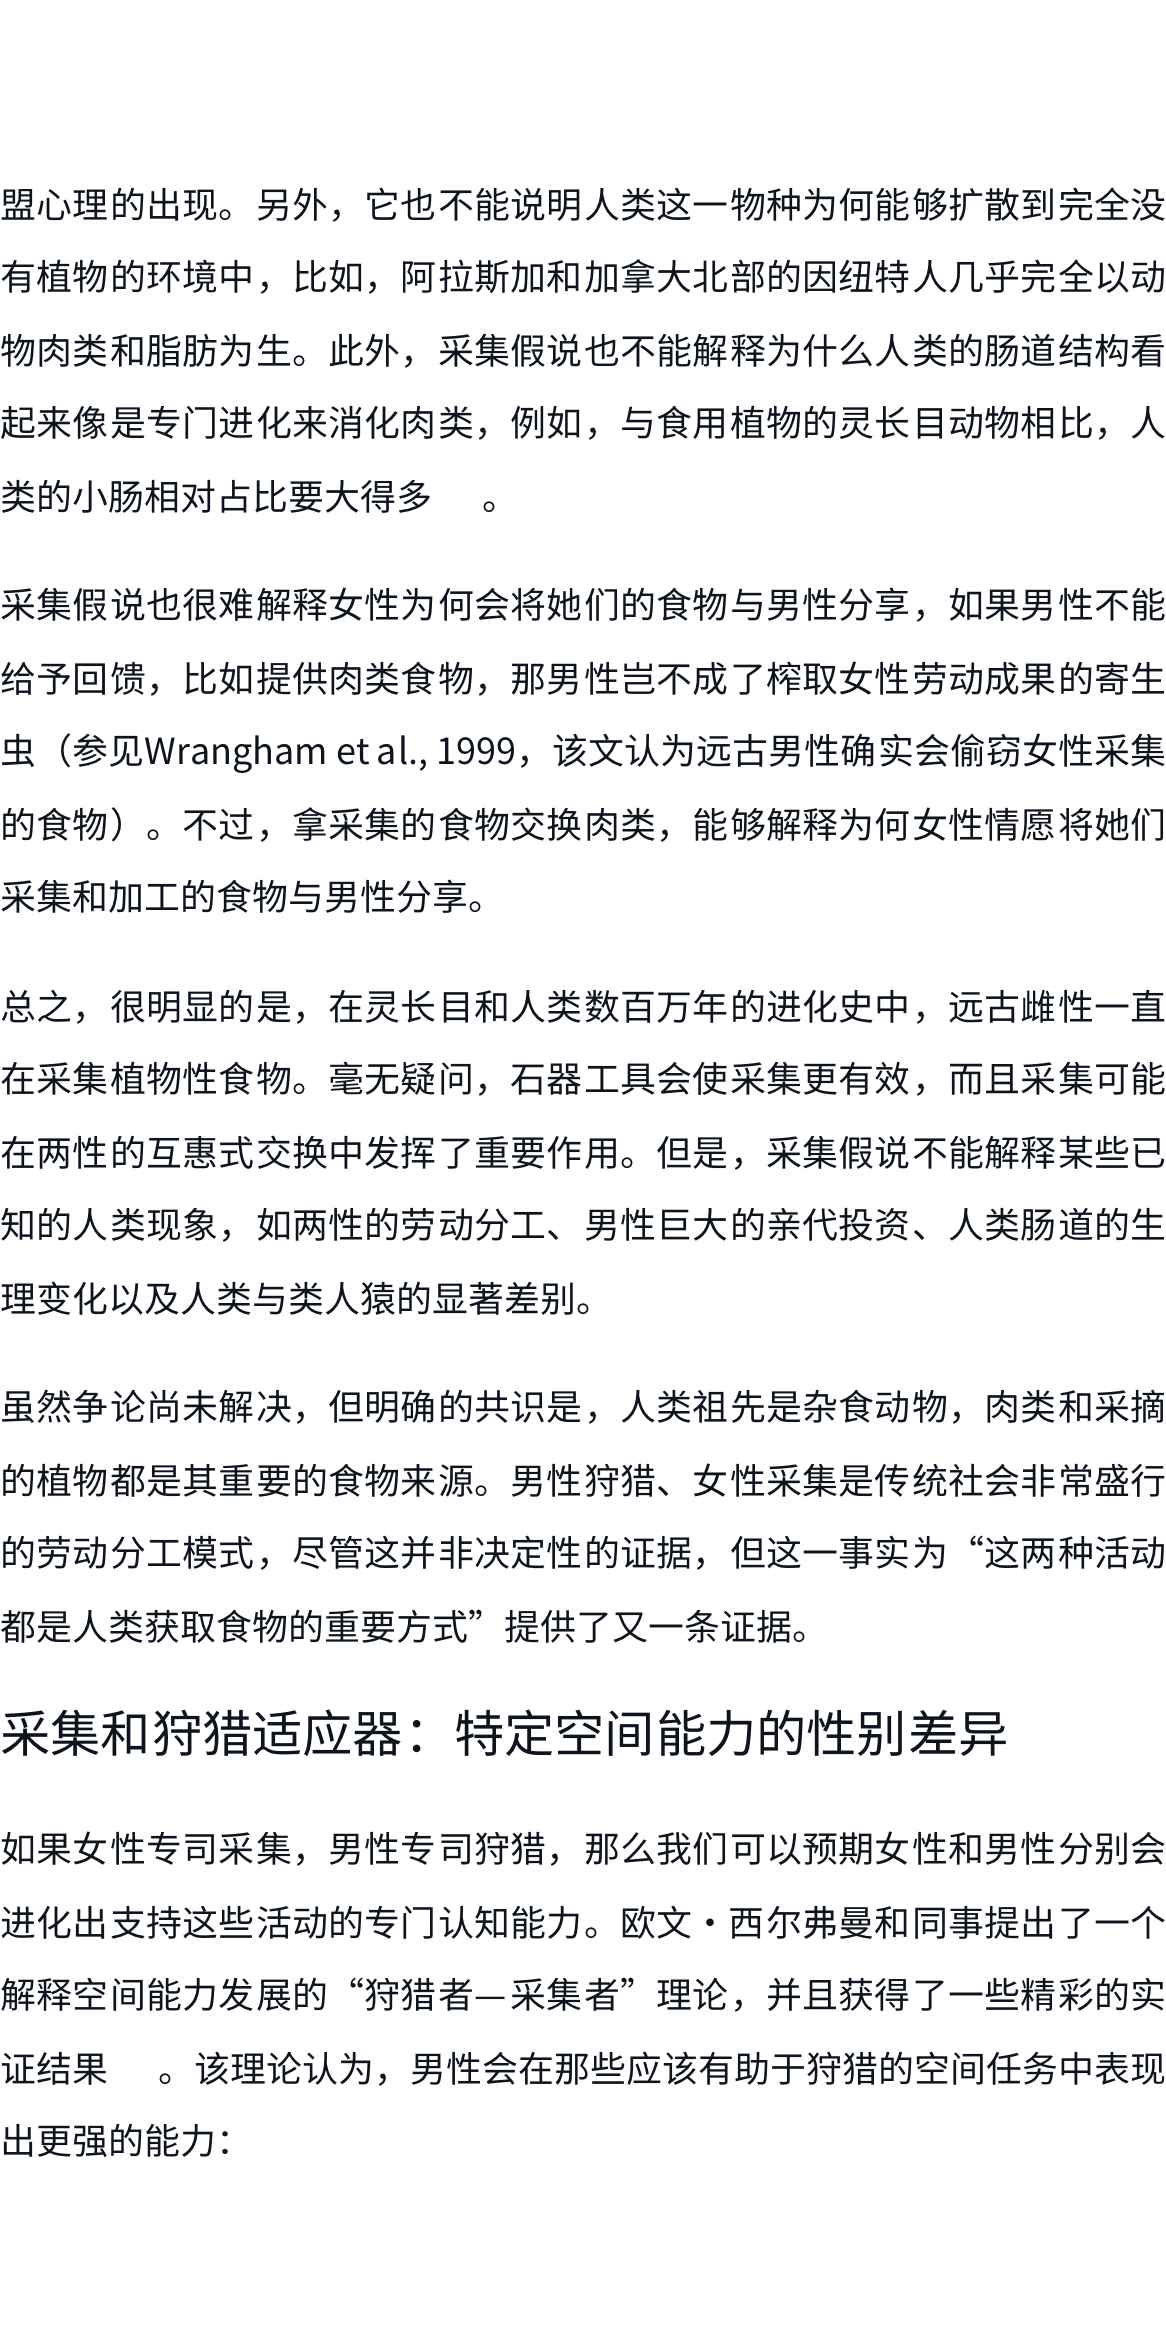 盟心理的出现。另外，它也不能说明人类这一物种为何能够扩散到完全没
有植物的环境中，比如，阿拉斯加和加拿大北部的因纽特人几乎完全以动
物肉类和脂肪为生。此外，采集假说也不能解释为什么人类的肠道结构看
起来像是专门进化来消化肉类，例如，与食用植物的灵长目动物相比，人
类的小肠相对占比要大得多 。
采集假说也很难解释女性为何会将她们的食物与男性分享，如果男性不能
给予回馈，比如提供肉类食物，那男性岂不成了榨取女性劳动成果的寄生
虫（参见Wrangham et al., 1999，该文认为远古男性确实会偷窃女性采集
的食物）。不过，拿采集的食物交换肉类，能够解释为何女性情愿将她们
采集和加工的食物与男性分享。
总之，很明显的是，在灵长目和人类数百万年的进化史中，远古雌性一直
在采集植物性食物。毫无疑问，石器工具会使采集更有效，而且采集可能
在两性的互惠式交换中发挥了重要作用。但是，采集假说不能解释某些已
知的人类现象，如两性的劳动分工、男性巨大的亲代投资、人类肠道的生
理变化以及人类与类人猿的显著差别。
虽然争论尚未解决，但明确的共识是，人类祖先是杂食动物，肉类和采摘
的植物都是其重要的食物来源。男性狩猎、女性采集是传统社会非常盛行
的劳动分工模式，尽管这并非决定性的证据，但这一事实为“这两种活动
都是人类获取食物的重要方式”提供了又一条证据。
采集和狩猎适应器：特定空间能力的性别差异
如果女性专司采集，男性专司狩猎，那么我们可以预期女性和男性分别会
进化出支持这些活动的专门认知能力。欧文·西尔弗曼和同事提出了一个
解释空间能力发展的“狩猎者—采集者”理论，并且获得了一些精彩的实
证结果 。该理论认为，男性会在那些应该有助于狩猎的空间任务中表现
出更强的能力：